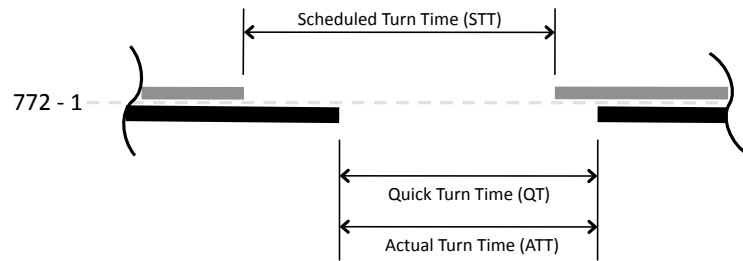 Scheduled Turn Time (STT)
772 - 1
Quick Turn Time (QT)
Actual Turn Time (ATT)